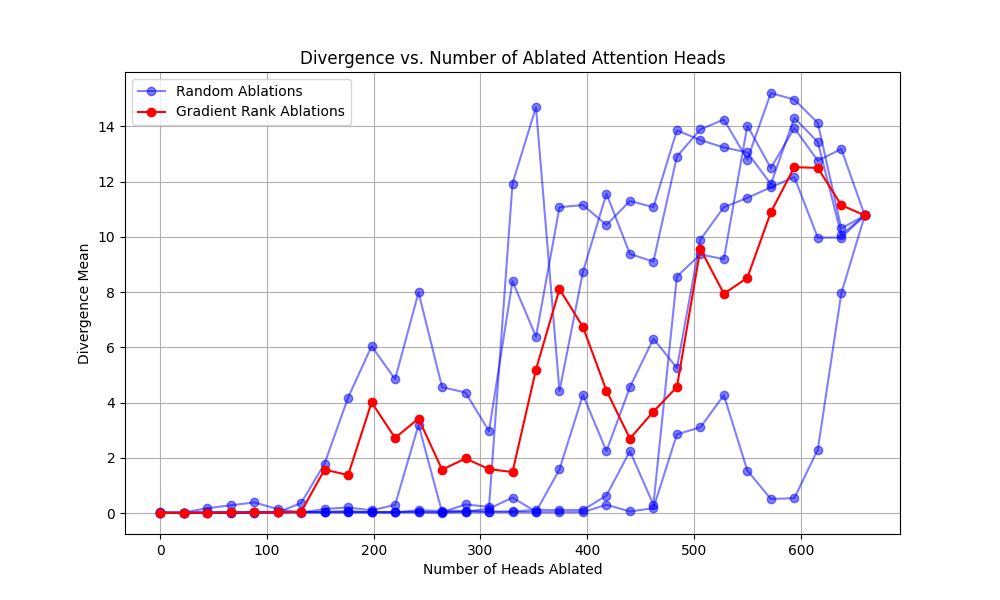 Divergence vs. Number of Ablated Attention Heads
Random Ablations
Gradient Rank Ablations
Divergence Mean
14
12
10
8
6
4
2
0
0 100 200 300 400 500 600
Number of Heads Ablated